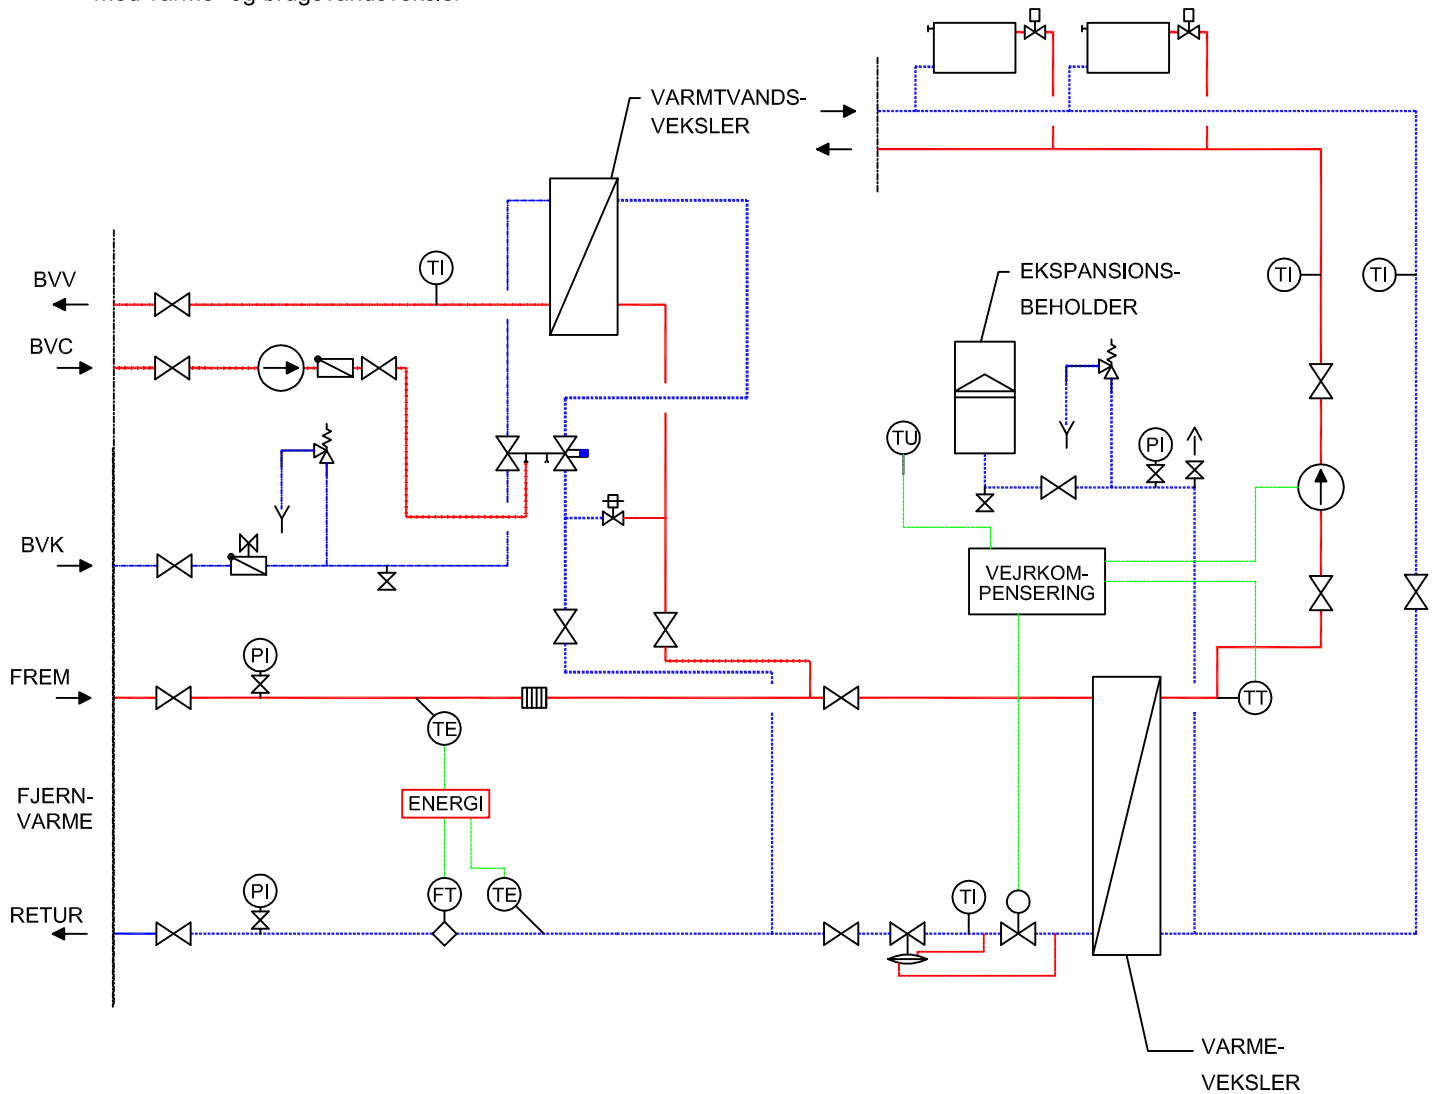 VARMTVANDS-
VEKSLER
TI
BVV
TI
TI
EKSPANSIONS-
BEHOLDER
BVC
TU
PI
BVK
VEJRKOM-
PENSERING
PI
FREM
TE
TT
FJERN-
VARME
ENERGI
PI
FT
TE
TI
RETUR
VARME-
VEKSLER